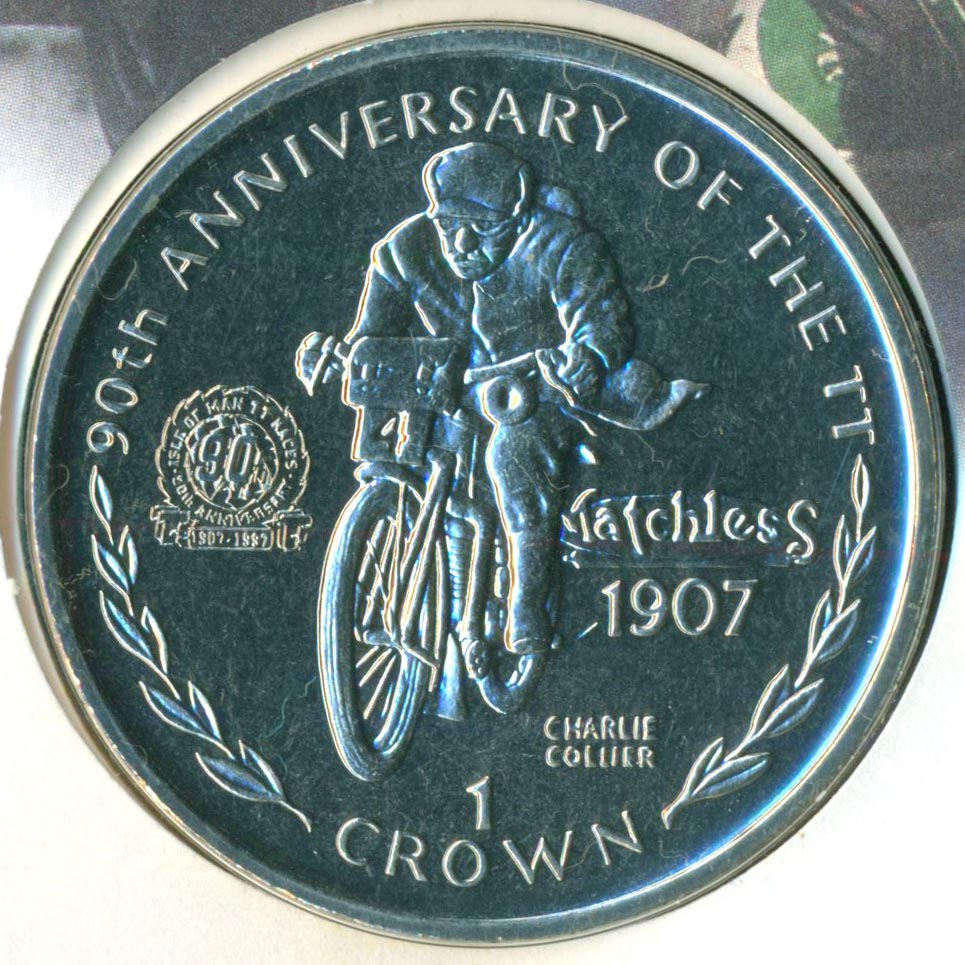 90th ANNIVERSARY OF THE TT
ISLE OF MAN TT RACES
90
90th ANNIVERSARY
1907-1997
4
Matchless
1907
CHARLIE
COLLIER
1
CROWN